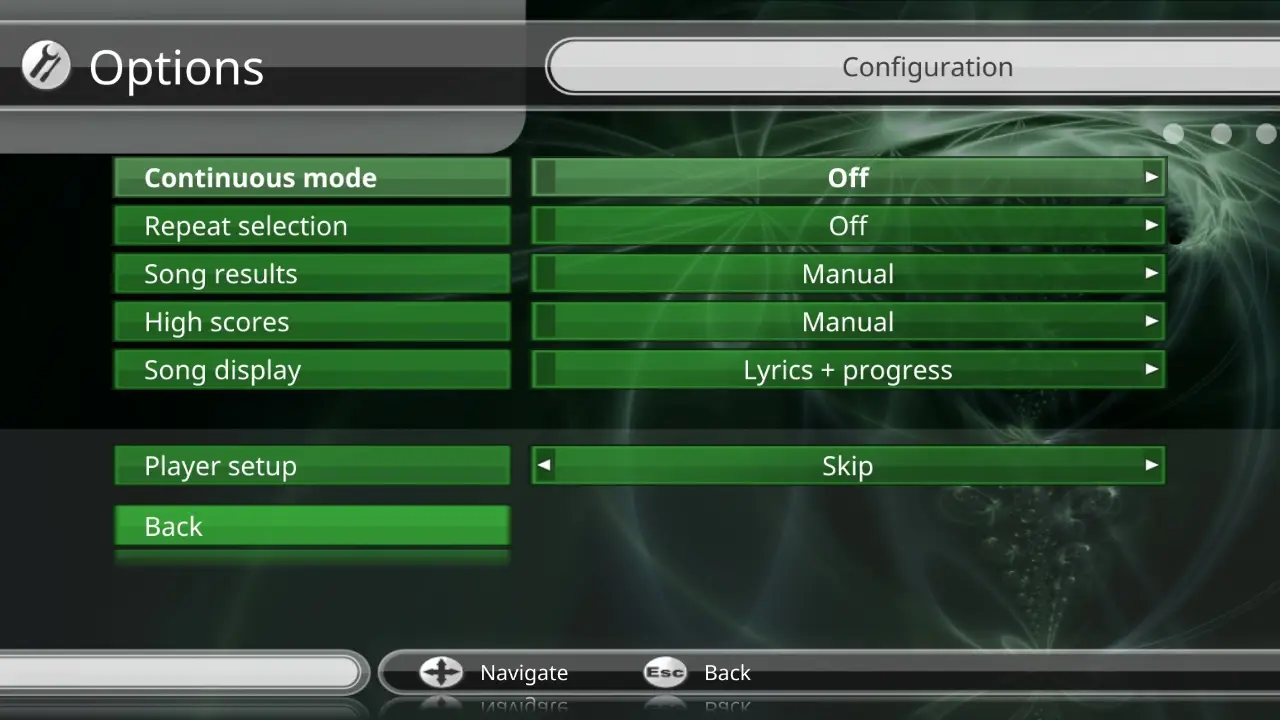 Options
Configuration
Continuous mode
Off
Repeat selection
Off
Song results
Manual
High scores
Manual
Song display
Lyrics + progress
Player setup
Skip
Back
Navigate
Esc
Back